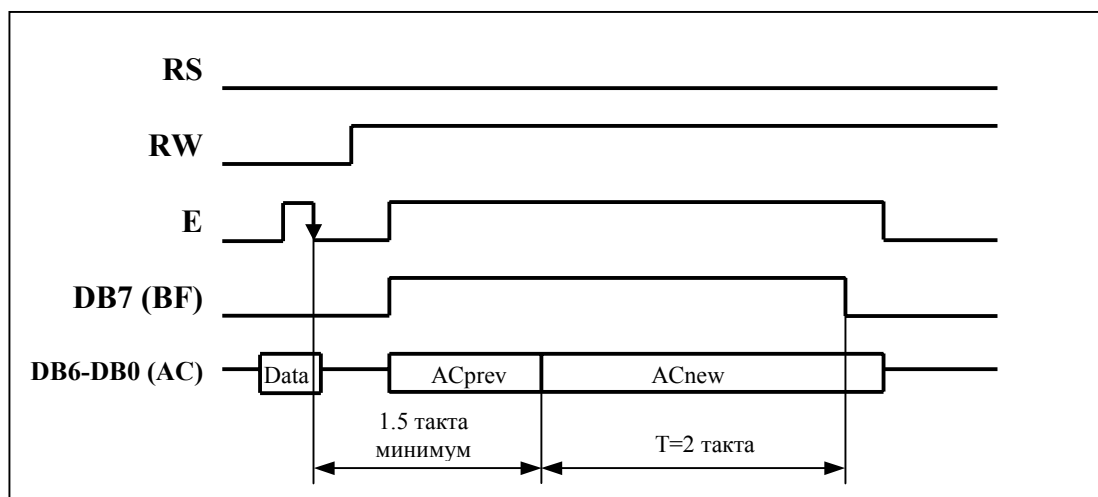 RS
RW
E
DB7 (BF)
DB6-DB0 (AC)
Data
ACprev
ACnew
1.5 такта
минимум
T=2 такта